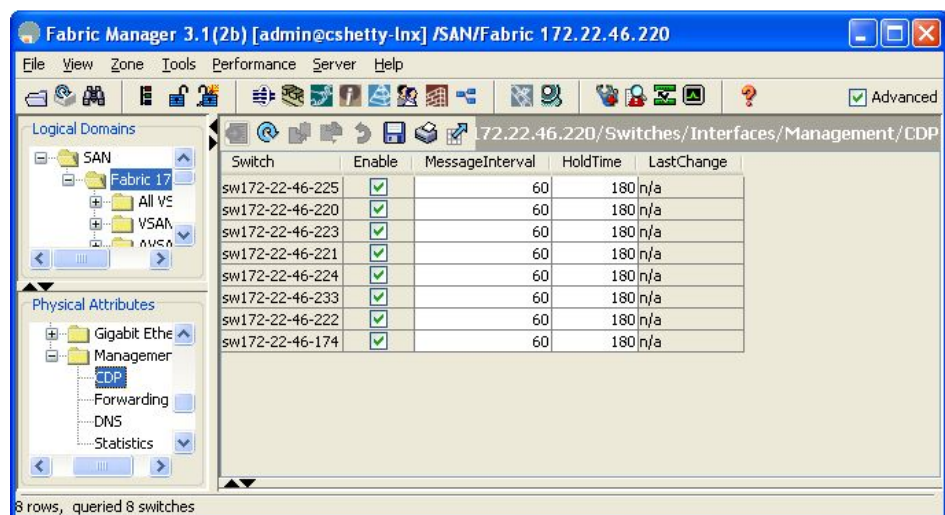 Fabric Manager 3.1(2b) [admin@cshetty-lnx] /SAN/Fabric 172.22.46.220
File View Zone Tools Performance Server Help
Advanced
Logical Domains
SAN
Fabric 17
All VS
VSAN
AVSA
Physical Attributes
Gigabit Ethe
Managemer
CDP
Forwarding
DNS
Statistics
172.22.46.220/Switches/Interfaces/Management/CDP
Switch Enable MessageInterval HoldTime LastChange
sw172-22-46-225 60 180 n/a
sw172-22-46-220 60 180 n/a
sw172-22-46-223 60 180 n/a
sw172-22-46-221 60 180 n/a
sw172-22-46-224 60 180 n/a
sw172-22-46-233 60 180 n/a
sw172-22-46-222 60 180 n/a
sw172-22-46-174 60 180 n/a
8 rows, queried 8 switches